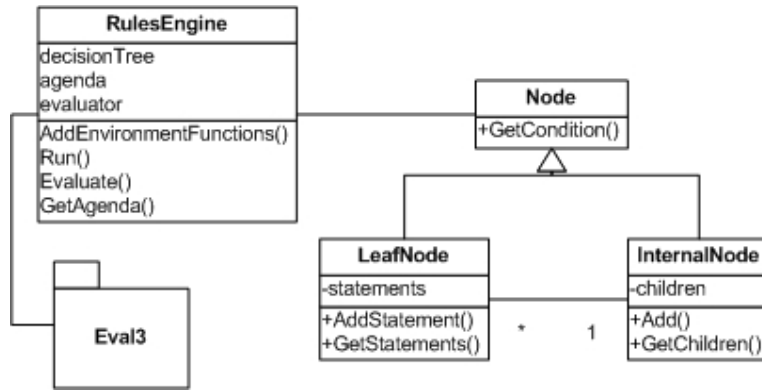 RulesEngine
decisionTree
agenda
evaluator
AddEnvironmentFunctions()
Run()
Evaluate()
GetAgenda()
Node
+GetCondition()
LeafNode
-statements
+AddStatement()
+GetStatements()
* 1
InternalNode
-children
+Add()
+GetChildren()
Eval3